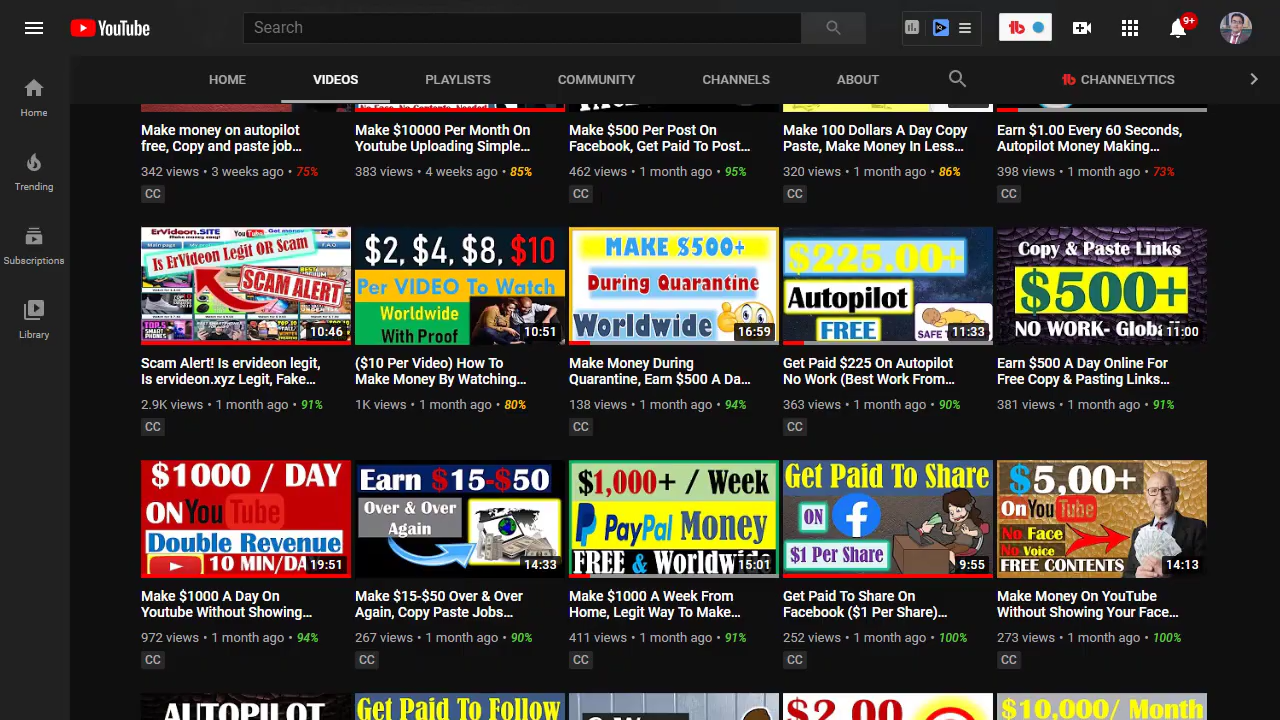 YouTube
Search
9+
HOME
VIDEOS
PLAYLISTS
COMMUNITY
CHANNELS
ABOUT
CHANNELYTICS
Home
Trending
Subscriptions
Library
Make money on autopilot
free, Copy and paste job...
342 views • 3 weeks ago • 75%
CC
Make $10000 Per Month On
Youtube Uploading Simple...
383 views • 4 weeks ago • 85%
Make $500 Per Post On
Facebook, Get Paid To Post...
462 views • 1 month ago • 95%
CC
Make 100 Dollars A Day Copy
Paste, Make Money In Less...
320 views • 1 month ago • 86%
CC
Earn $1.00 Every 60 Seconds,
Autopilot Money Making...
398 views • 1 month ago • 73%
CC
ErVideon.SITE
Is ErVideon Legit OR Scam
SCAM ALERT!
10:46
Scam Alert! Is ervideon legit,
Is ervideon.xyz Legit, Fake...
2.9K views • 1 month ago • 91%
CC
$2, $4, $8, $10
Per VIDEO To Watch
Worldwide
With Proof
10:51
($10 Per Video) How To
Make Money By Watching...
1K views • 1 month ago • 80%
MAKE $500+
During Quarantine
Worldwide
16:59
Make Money During
Quarantine, Earn $500 A Da...
138 views • 1 month ago • 94%
CC
$225.00+
Autopilot
FREE
SAFE
11:33
Get Paid $225 On Autopilot
No Work (Best Work From...
363 views • 1 month ago • 90%
CC
Copy & Paste Links
$500+
NO WORK- Globa
11:00
Earn $500 A Day Online For
Free Copy & Pasting Links...
381 views • 1 month ago • 91%
$1000 / DAY
ON YouTube
Double Revenue
10 MIN/DA
19:51
Make $1000 A Day On
Youtube Without Showing...
972 views • 1 month ago • 94%
CC
Earn $15-$50
Over & Over
Again
14:33
Make $15-$50 Over & Over
Again, Copy Paste Jobs...
267 views • 1 month ago • 90%
CC
$1,000+ / Week
PayPal Money
FREE & Worldwide
15:01
Make $1000 A Week From
Home, Legit Way To Make...
411 views • 1 month ago • 91%
CC
Get Paid To Share
ON
$1 Per Share
9:55
Get Paid To Share On
Facebook ($1 Per Share)...
252 views • 1 month ago • 100%
CC
$5,00+
On YouTube
No Face
No Voice
FREE CONTENTS
14:13
Make Money On YouTube
Without Showing Your Face...
273 views • 1 month ago • 100%
CC
AUTOPILOT
Get Paid To Follow
$2.00
$10,000/ Month